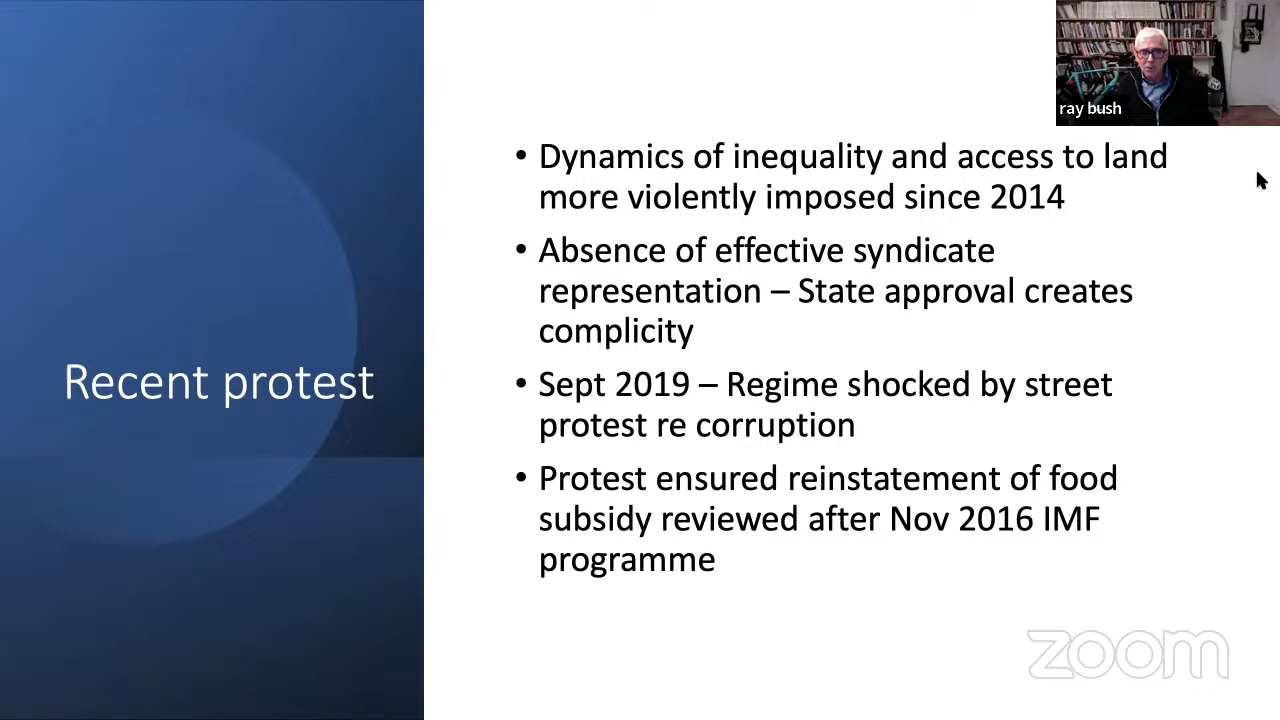 ray bush
• Dynamics of inequality and access to land
more violently imposed since 2014
• Absence of effective syndicate
representation – State approval creates
complicity
Recent protest
• Sept 2019 – Regime shocked by street
protest re corruption
• Protest ensured reinstatement of food
subsidy reviewed after Nov 2016 IMF
programme
zoom